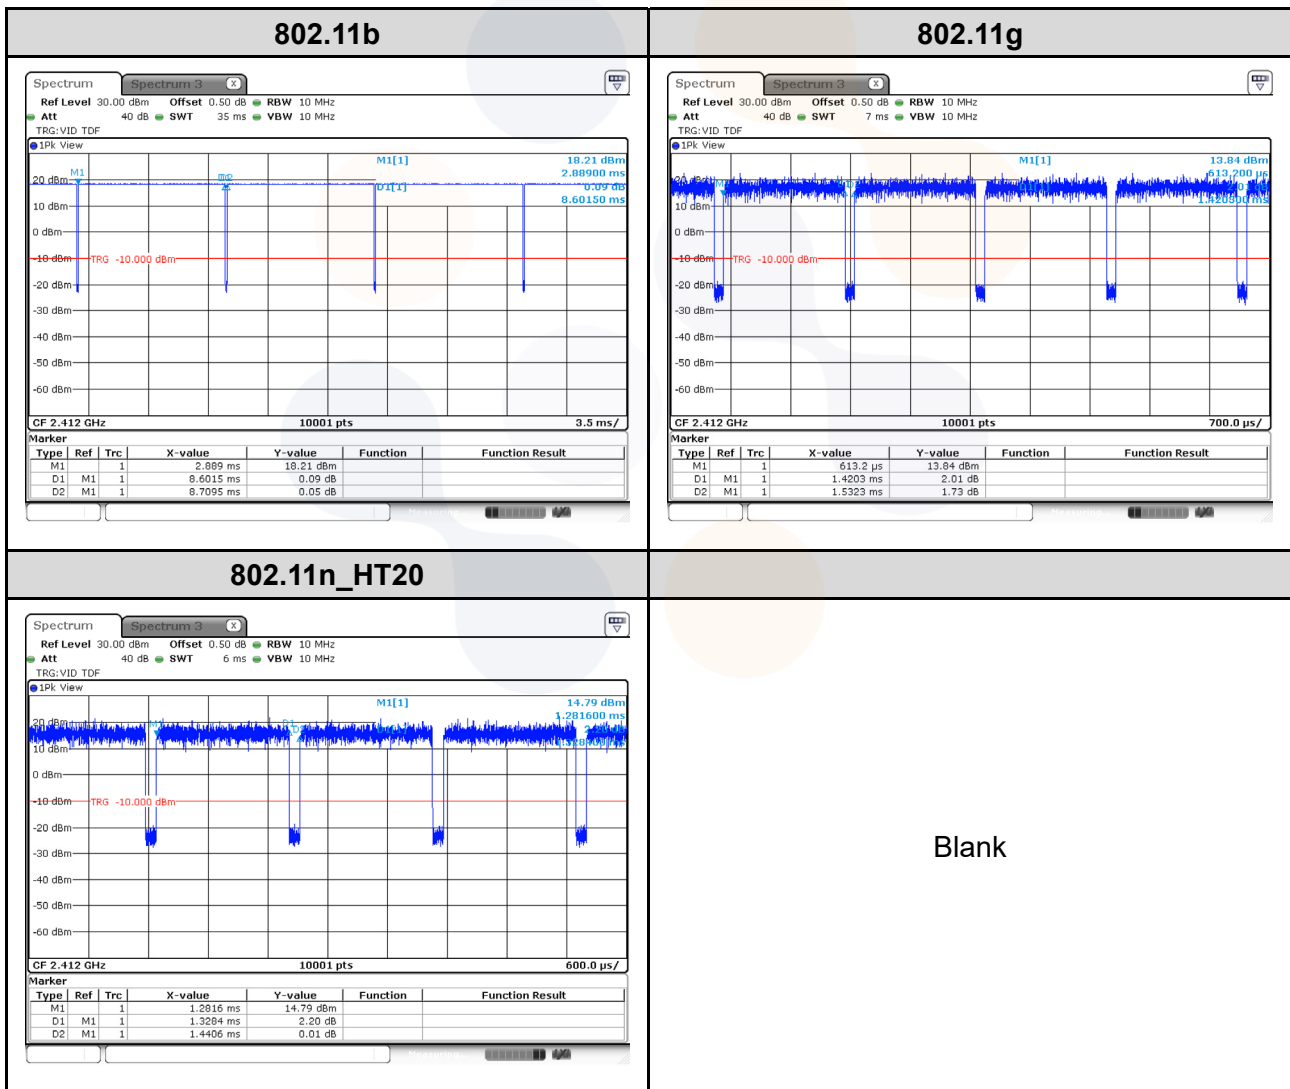 802.11b
802.11g
Spectrum Spectrum 3 X
Ref Level 30.00 dBm Offset 0.50 dB RBW 10 MHz
Att 40 dB SWT 35 ms VBW 10 MHz
TRG:VID TDF
1Pk View
M1[1] 18.21 dBm
2.88900 ms
D1[1] 0.09 dB
8.60150 ms
M1
20 dBm
10 dBm
0 dBm
-10 dBm
TRG -10.000 dBm
-20 dBm
-30 dBm
-40 dBm
-50 dBm
-60 dBm
CF 2.412 GHz 10001 pts 3.5 ms/
Marker
Type Ref Trc X-value Y-value Function Function Result
M1 1 2.889 ms 18.21 dBm
D1 M1 1 8.6015 ms 0.09 dB
D2 M1 1 8.7095 ms 0.05 dB
Spectrum Spectrum 3 X
Ref Level 30.00 dBm Offset 0.50 dB RBW 10 MHz
Att 40 dB SWT 7 ms VBW 10 MHz
TRG:VID TDF
1Pk View
M1[1] 13.84 dBm
613.200 µs
20 dBm
10 dBm
0 dBm
-10 dBm
TRG -10.000 dBm
-20 dBm
-30 dBm
-40 dBm
-50 dBm
-60 dBm
CF 2.412 GHz 10001 pts 700.0 µs/
Marker
Type Ref Trc X-value Y-value Function Function Result
M1 1 613.2 µs 13.84 dBm
D1 M1 1 1.4203 ms 2.01 dB
D2 M1 1 1.5323 ms 1.73 dB
802.11n_HT20
Spectrum Spectrum 3 X
Ref Level 30.00 dBm Offset 0.50 dB RBW 10 MHz
Att 40 dB SWT 6 ms VBW 10 MHz
TRG:VID TDF
1Pk View
M1[1] 14.79 dBm
1.281600 ms
20 dBm
M1
D1
10 dBm
0 dBm
-10 dBm
TRG -10.000 dBm
-20 dBm
-30 dBm
-40 dBm
-50 dBm
-60 dBm
CF 2.412 GHz 10001 pts 600.0 µs/
Marker
Type Ref Trc X-value Y-value Function Function Result
M1 1 1.2816 ms 14.79 dBm
D1 M1 1 1.3284 ms 2.20 dB
D2 M1 1 1.4406 ms 0.01 dB
Blank